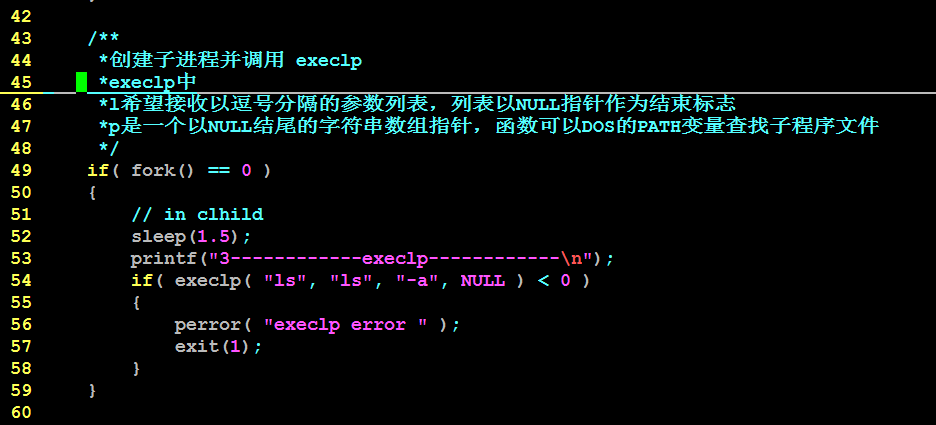 42
43 /**
44 *创建子进程并调用 execlp
45 *execlp中
46 *l希望接收以逗号分隔的参数列表，列表以NULL指针作为结束标志
47 *p是一个以NULL结尾的字符串数组指针，函数可以DOS的PATH变量查找子程序文件
48 */
49 if( fork() == 0 )
50 {
51 // in clhild
52 sleep(1.5);
53 printf("3------------execlp------------\n");
54 if( execlp( "ls", "ls", "-a", NULL ) < 0 )
55 {
56 perror( "execlp error " );
57 exit(1);
58 }
59 }
60